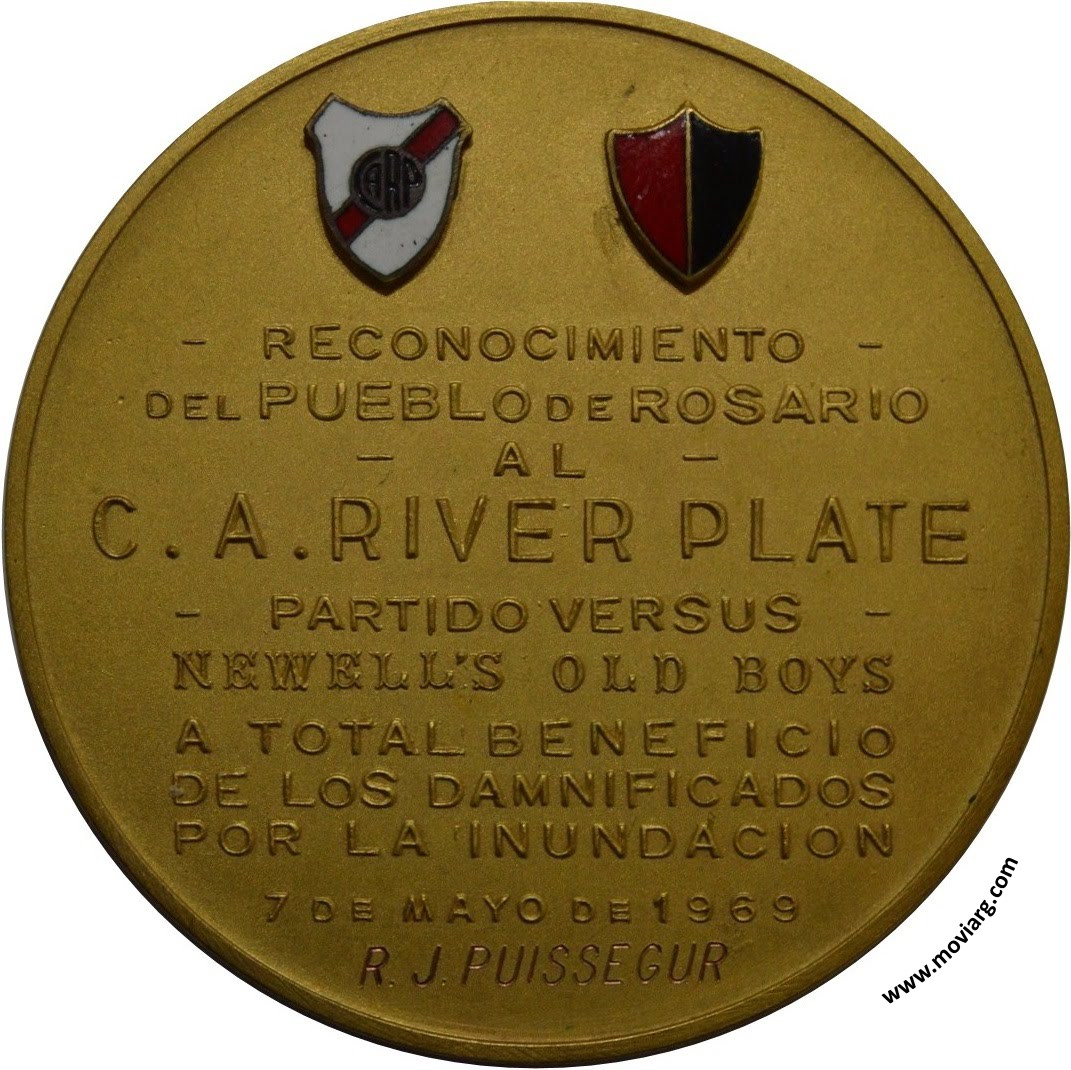 CARP
- RECONOCIMIENTO -
DEL PUEBLO DE ROSARIO
- AL -
C. A. RIVER PLATE
- PARTIDO VERSUS -
NEWELL'S OLD BOYS
A TOTAL BENEFICIO
DE LOS DAMNIFICADOS
POR LA INUNDACION
7 DE MAYO DE 1969
R. J. PUISSEGUR
www.moviarg.com